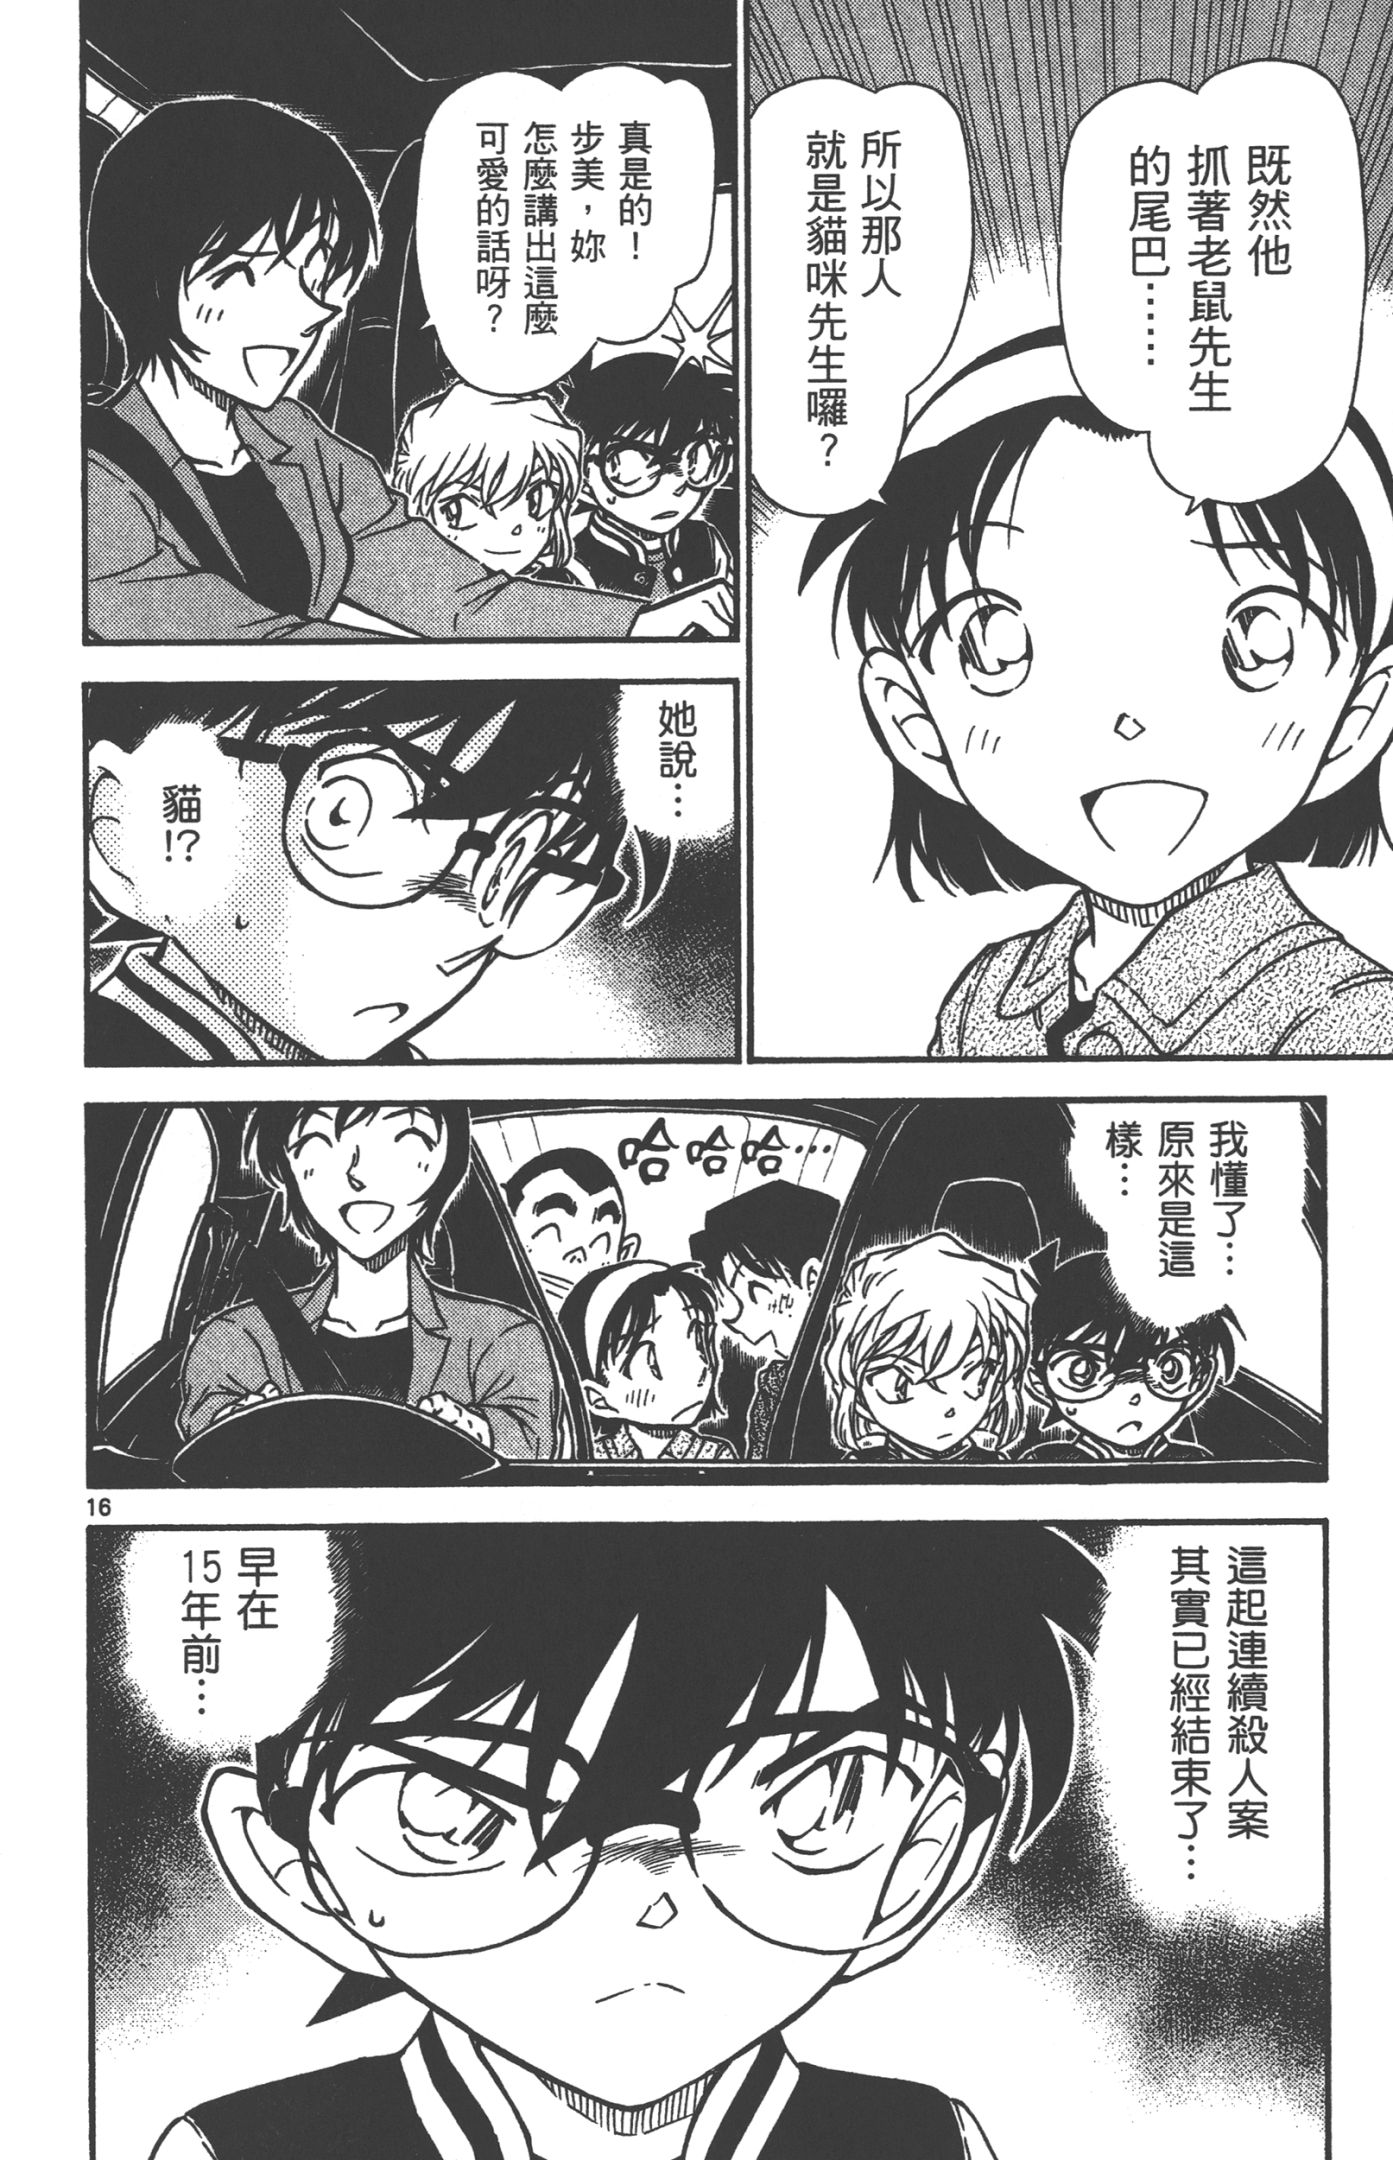 既然他
抓著老鼠先生
的尾巴……
所以那人
就是貓咪先生囉？
真是的！
步美，妳
怎麼講出這麼
可愛的話呀？
她說…
貓!?
我懂了…
原來是這
樣…
哈哈哈…
這起連續殺人案
其實已經結束了…
早在
15年前…
16